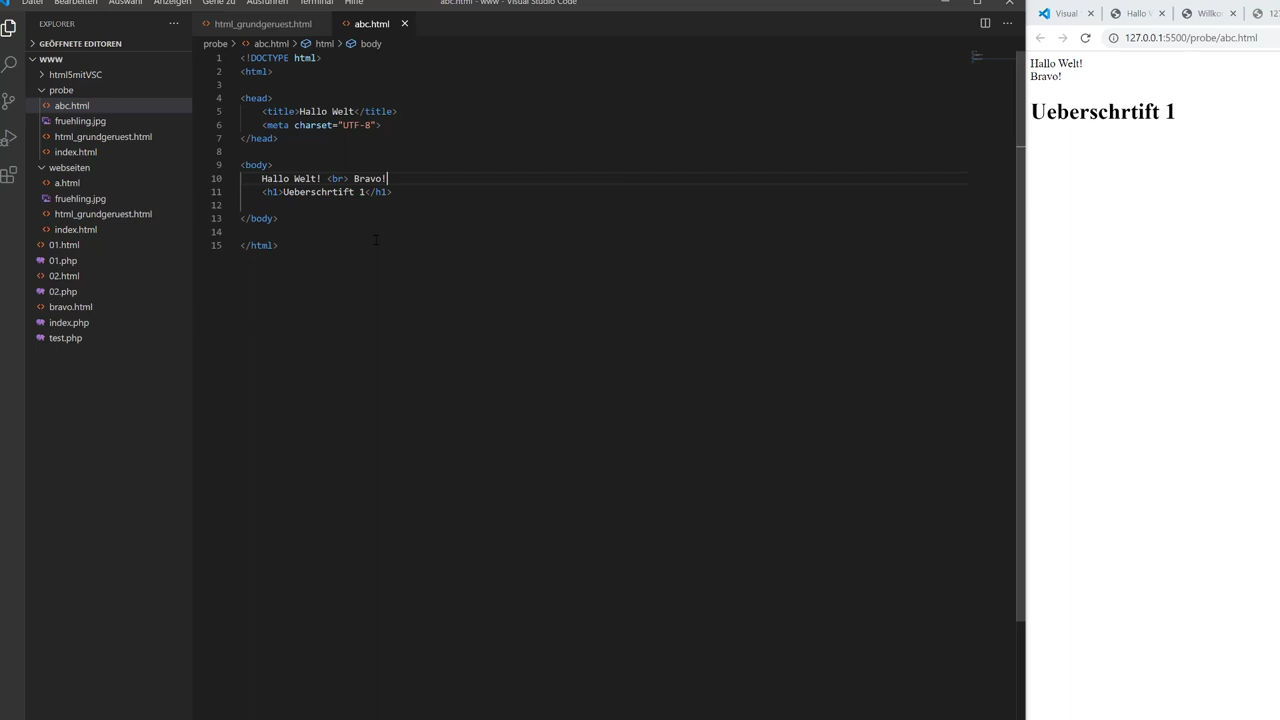 Datei Bearbeiten Auswahl Anzeigen Gehe zu Ausführen Terminal Hilfe
abc.html - www - Visual Studio Code
EXPLORER ···
GEÖFFNETE EDITOREN
WWW
html5mitVSC
probe
abc.html
fruehling.jpg
html_grundgeruest.html
index.html
webseiten
a.html
fruehling.jpg
html_grundgeruest.html
index.html
01.html
01.php
02.html
02.php
bravo.html
index.php
test.php
html_grundgeruest.html
abc.html
probe > abc.html > html > body
1 <!DOCTYPE html>
2 <html>
3
4 <head>
5 <title>Hallo Welt</title>
6 <meta charset="UTF-8">
7 </head>
8
9 <body>
10 Hallo Welt! <br> Bravo!
11 <h1>Ueberschrtift 1</h1>
12
13 </body>
14
15 </html>
Visual
Hallo
Willko
127.0.0.1:5500/probe/abc.html
Hallo Welt!
Bravo!
Ueberschrtift 1